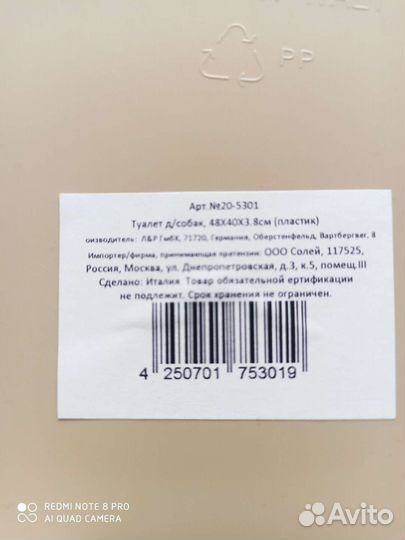 ITALY
PP
Арт.№20-5301
Туалет д/собак, 48X40X3.8см (пластик)
оизводитель: Л&Р ГмбХ, 71720, Германия, Оберстенфельд, Вартбергвег, 8
Импортер/фирма, принимающая претензии: ООО Солей, 117525,
Россия, Москва, ул. Днепропетровская, д.3, к.5, помещ.III
Сделано: Италия Товар обязательной ертификации
не подлежит. Срок хранения не ограничен.
4 250701 753019
REDMI NOTE 8 PRO
AI QUAD CAMERA
Avito